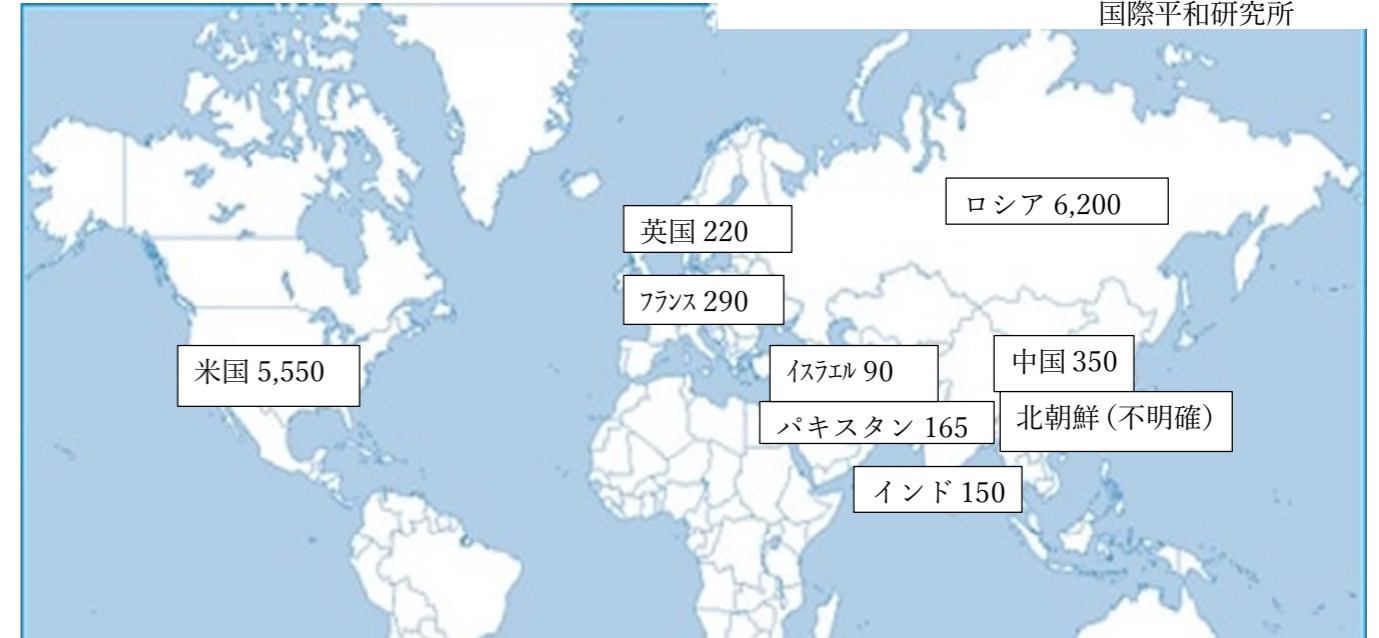 国際平和研究所
ロシア 6,200
英国 220
フランス 290
米国 5,550
イスラエル 90
中国 350
パキスタン 165
北朝鮮(不明確)
インド 150